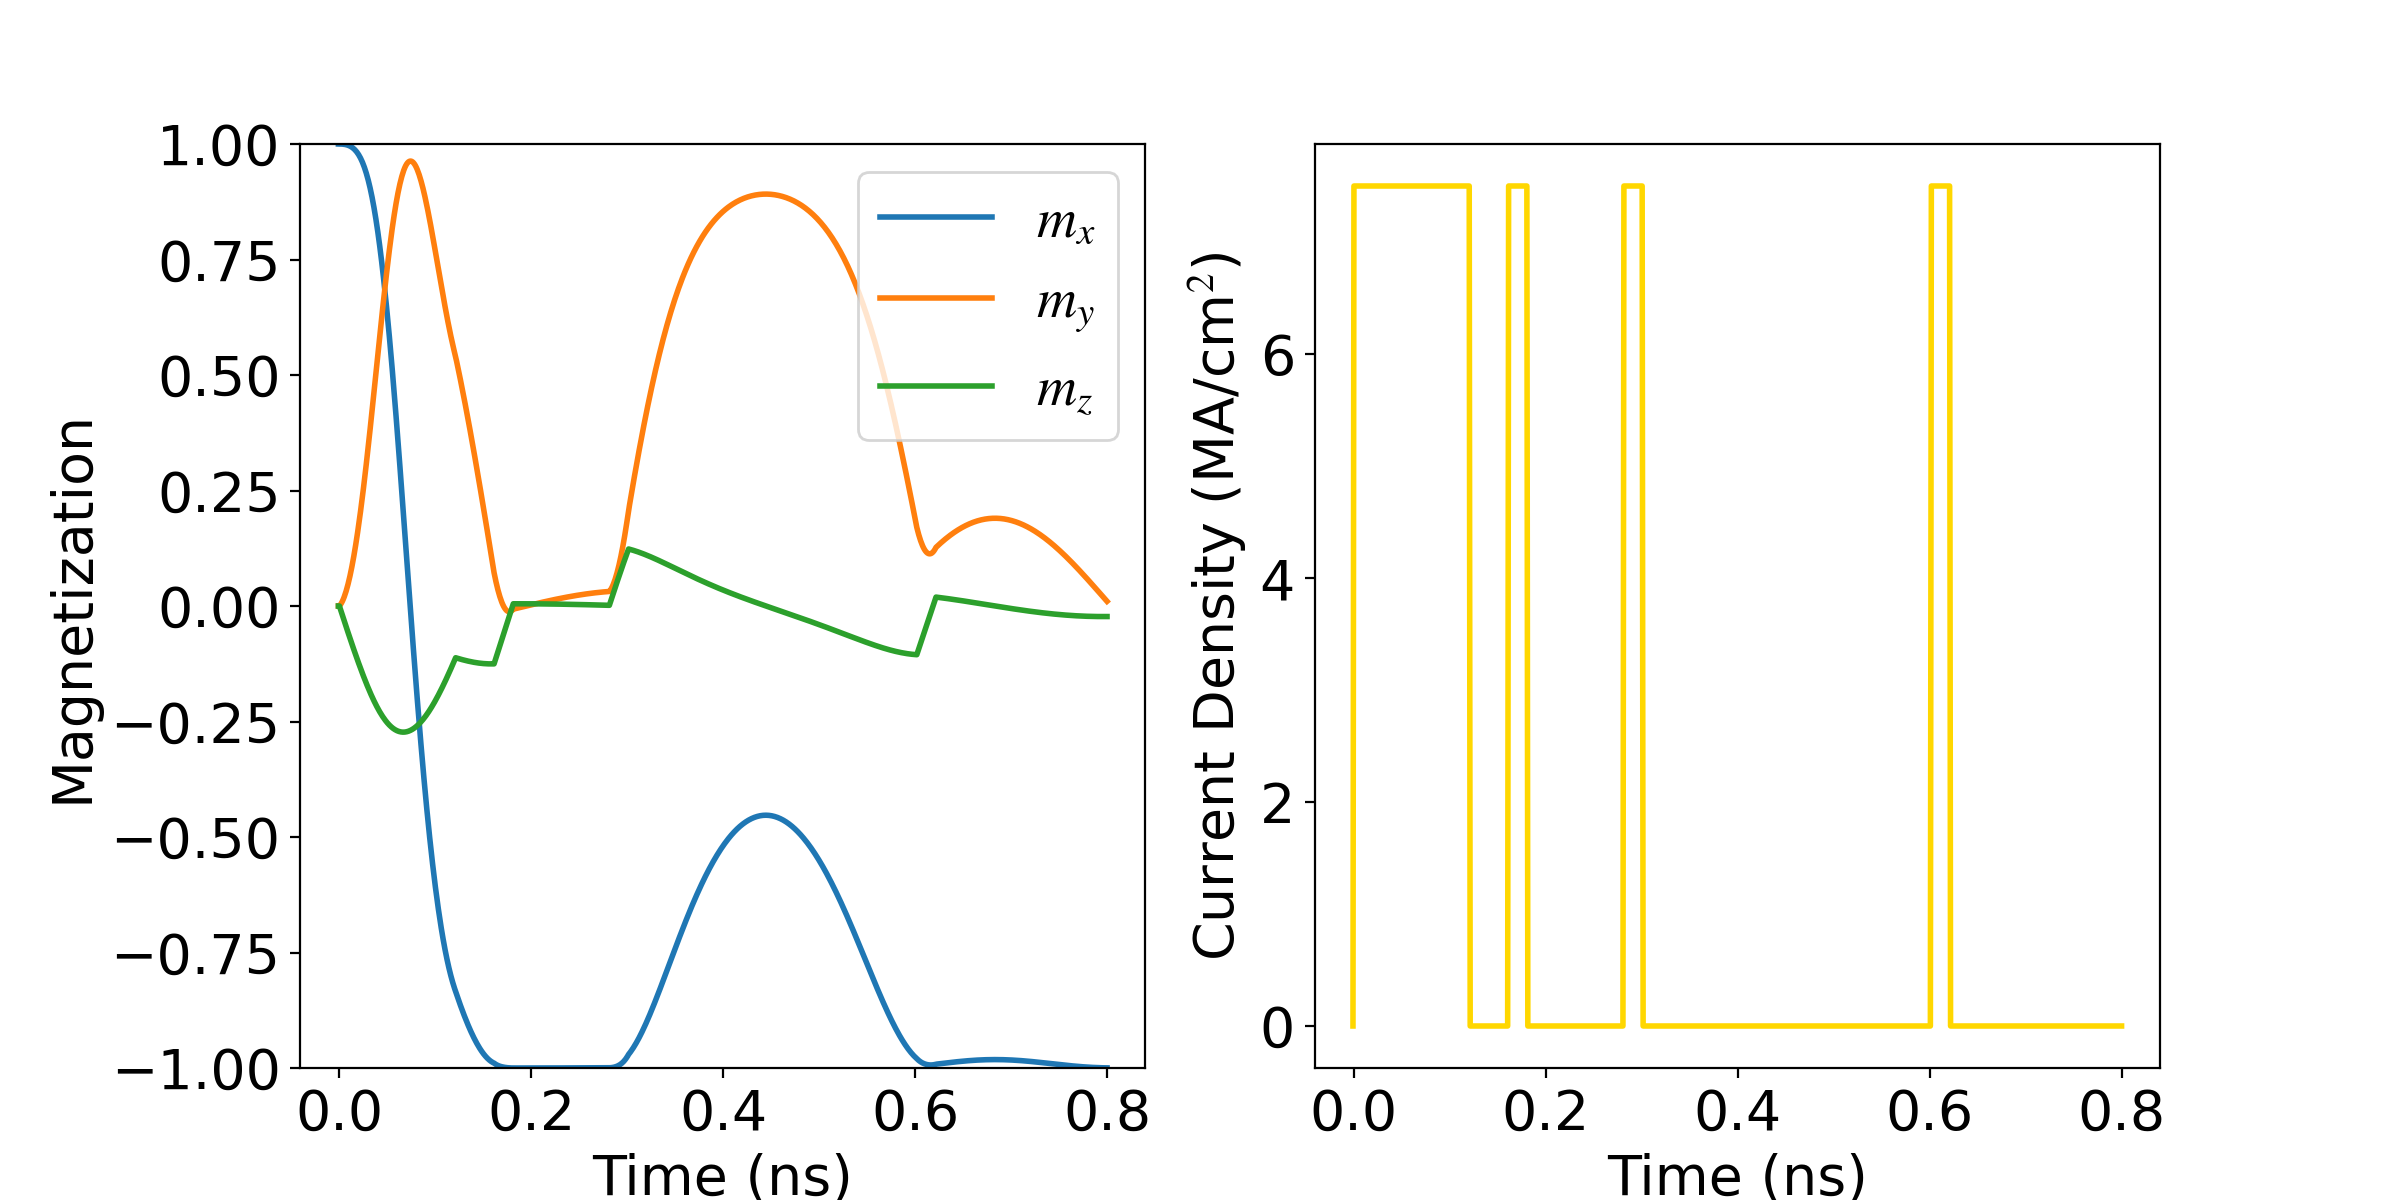 Magnetization
1.00
0.75
0.50
0.25
0.00
−0.25
−0.50
−0.75
−1.00
0.0 0.2 0.4 0.6 0.8
Time (ns)
m_x
m_y
m_z
Current Density (MA/cm²)
6
4
2
0
0.0 0.2 0.4 0.6 0.8
Time (ns)